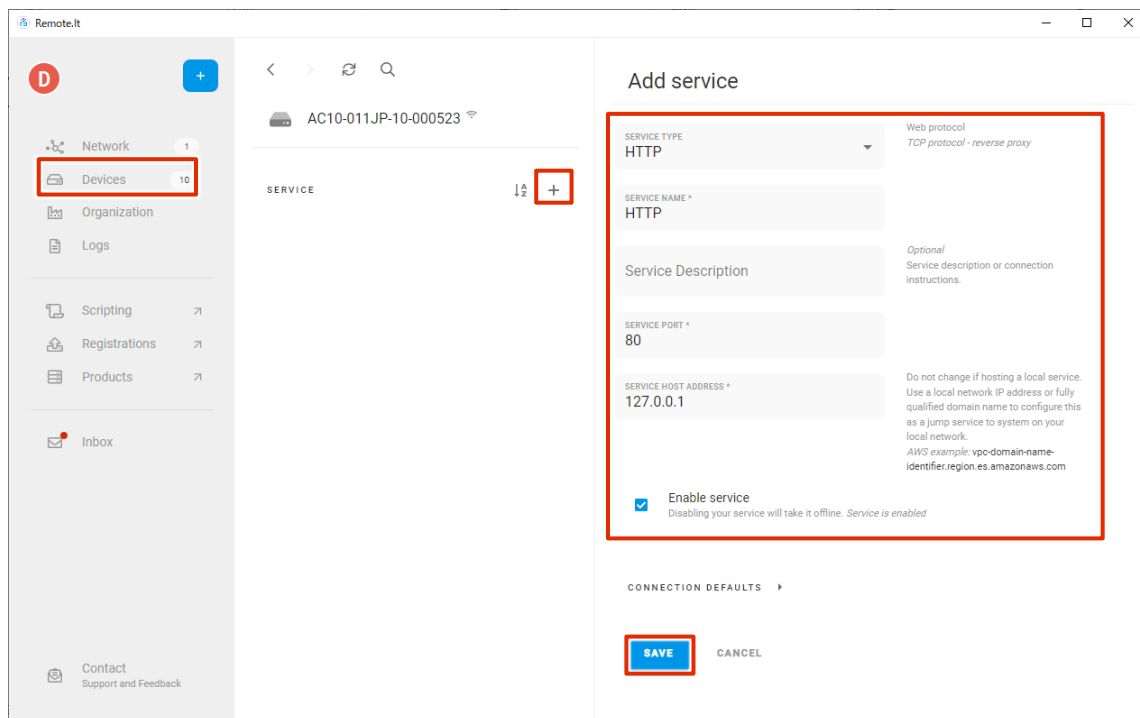 Remote.It
D
+
Network 1
Devices 10
Organization
Logs
Scripting
Registrations
Products
Inbox
Contact
Support and Feedback
AC10-011JP-10-000523
SERVICE
Add service
SERVICE TYPE
HTTP
Web protocol
TCP protocol - reverse proxy
SERVICE NAME *
HTTP
Service Description
Optional
Service description or connection
instructions.
SERVICE PORT *
80
SERVICE HOST ADDRESS *
127.0.0.1
Do not change if hosting a local service.
Use a local network IP address or fully
qualified domain name to configure this
as a jump service to system on your
local network.
AWS example: vpc-domain-name-
identifier.region.es.amazonaws.com
Enable service
Disabling your service will take it offline. Service is enabled
CONNECTION DEFAULTS
SAVE CANCEL